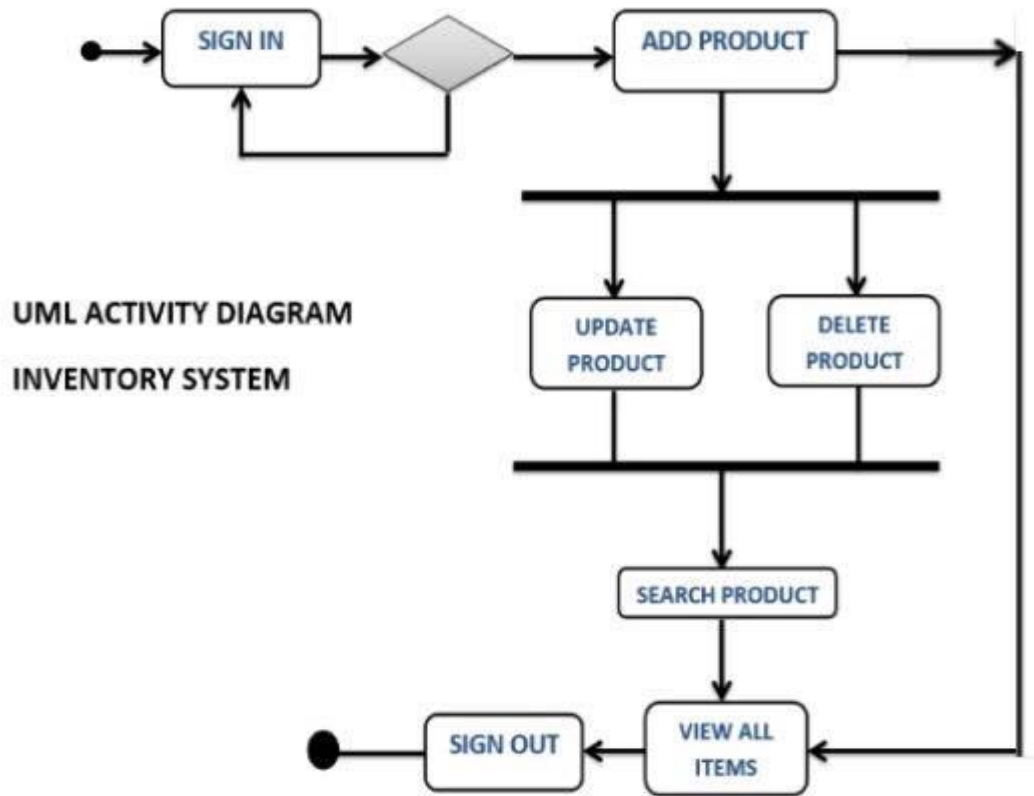 SIGN IN
ADD PRODUCT
UML ACTIVITY DIAGRAM
INVENTORY SYSTEM
UPDATE
PRODUCT
DELETE
PRODUCT
SEARCH PRODUCT
SIGN OUT
VIEW ALL
ITEMS